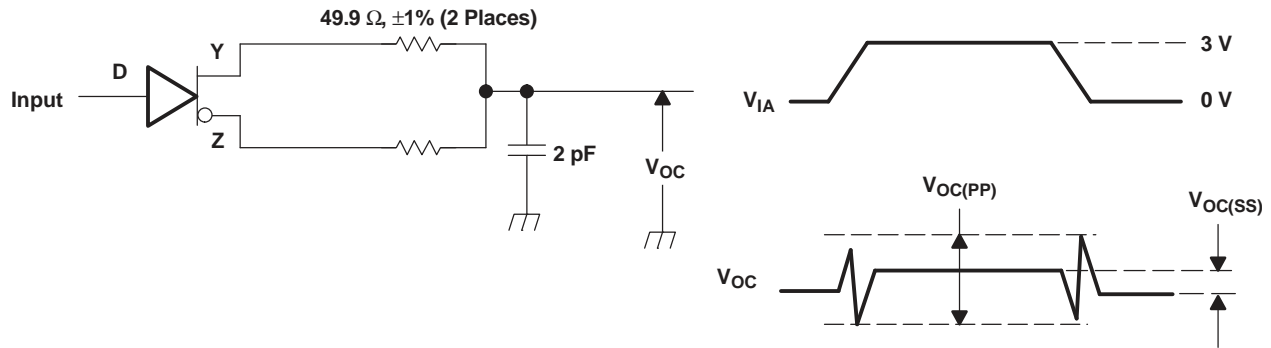 49.9 Ω, ±1% (2 Places)
Y
D
Input
Z
2 pF
VOC
VIA
3 V
0 V
VOC(PP)
VOC(SS)
VOC